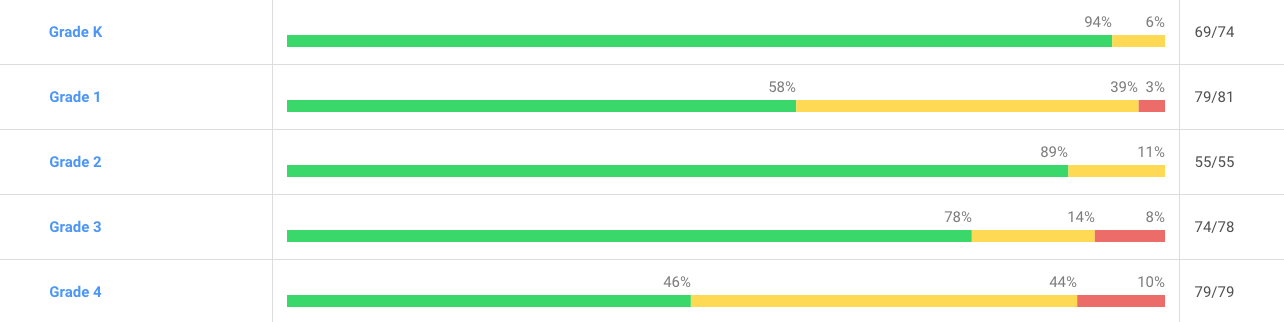 Grade K 94% 6% 69/74
Grade 1 58% 39% 3% 79/81
Grade 2 89% 11% 55/55
Grade 3 78% 14% 8% 74/78
Grade 4 46% 44% 10% 79/79